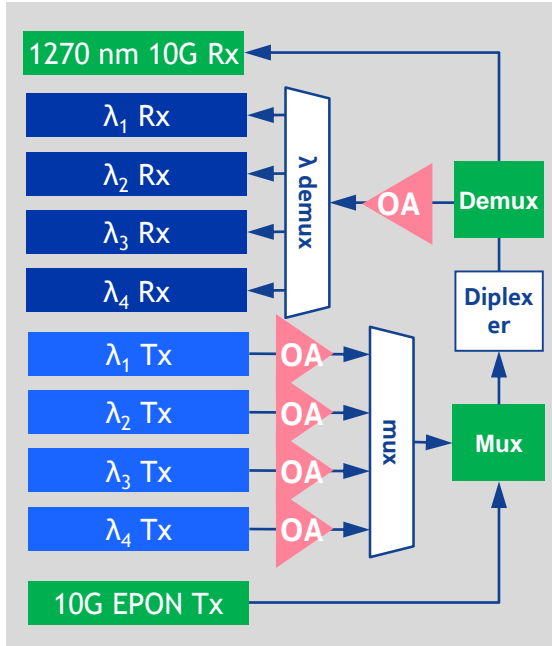 1270 nm 10G Rx
λ₁ Rx
λ₂ Rx
λ₃ Rx
λ₄ Rx
λ demux
OA
Demux
Diplex
er
λ₁ Tx
OA
λ₂ Tx
OA
λ₃ Tx
OA
λ₄ Tx
OA
mux
Mux
10G EPON Tx